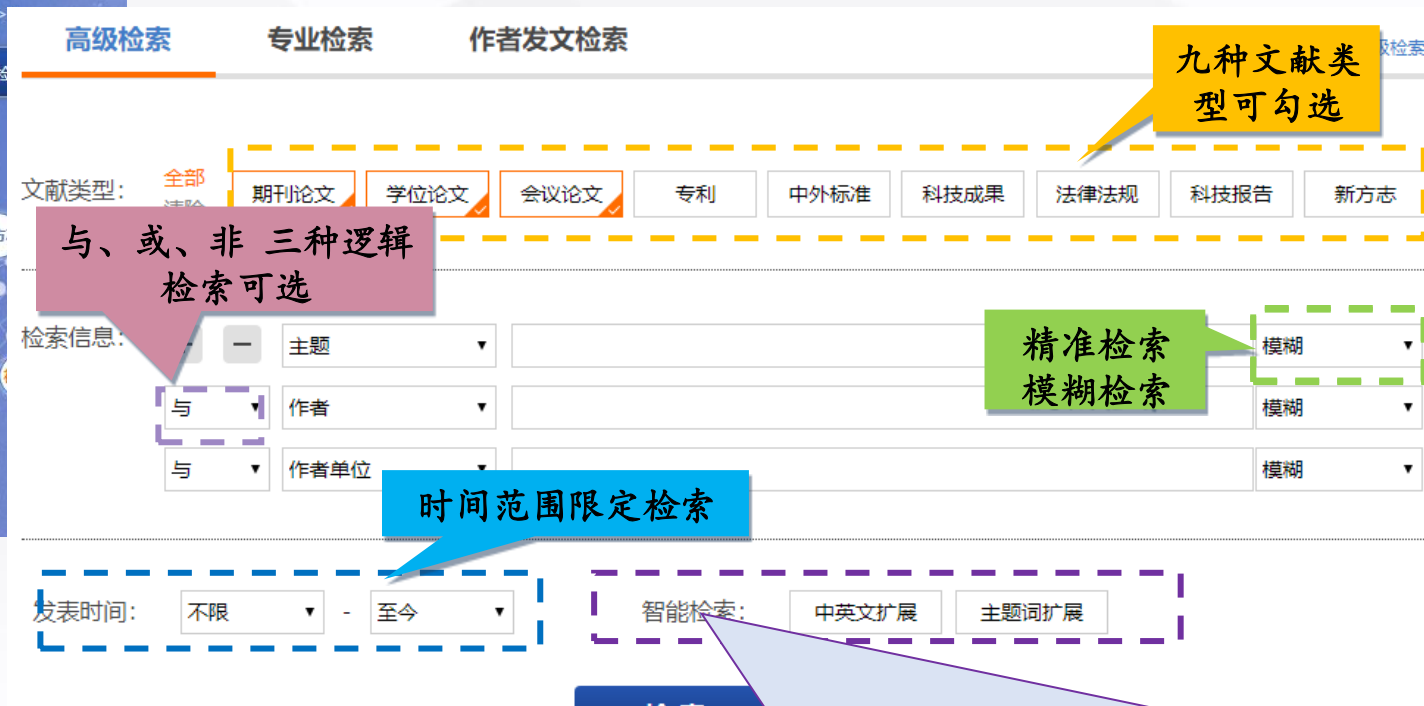 高级检索 专业检索 作者发文检索
级检索
九种文献类
型可勾选
文献类型: 全部 期刊论文 学位论文 会议论文 专利 中外标准 科技成果 法律法规 科技报告 新方志
清除
与、或、非 三种逻辑
检索可选
检索信息: 主题 模糊
精准检索
模糊检索
与 作者 模糊
与 作者单位 模糊
时间范围限定检索
发表时间: 不限 - 至今 智能检索: 中英文扩展 主题词扩展